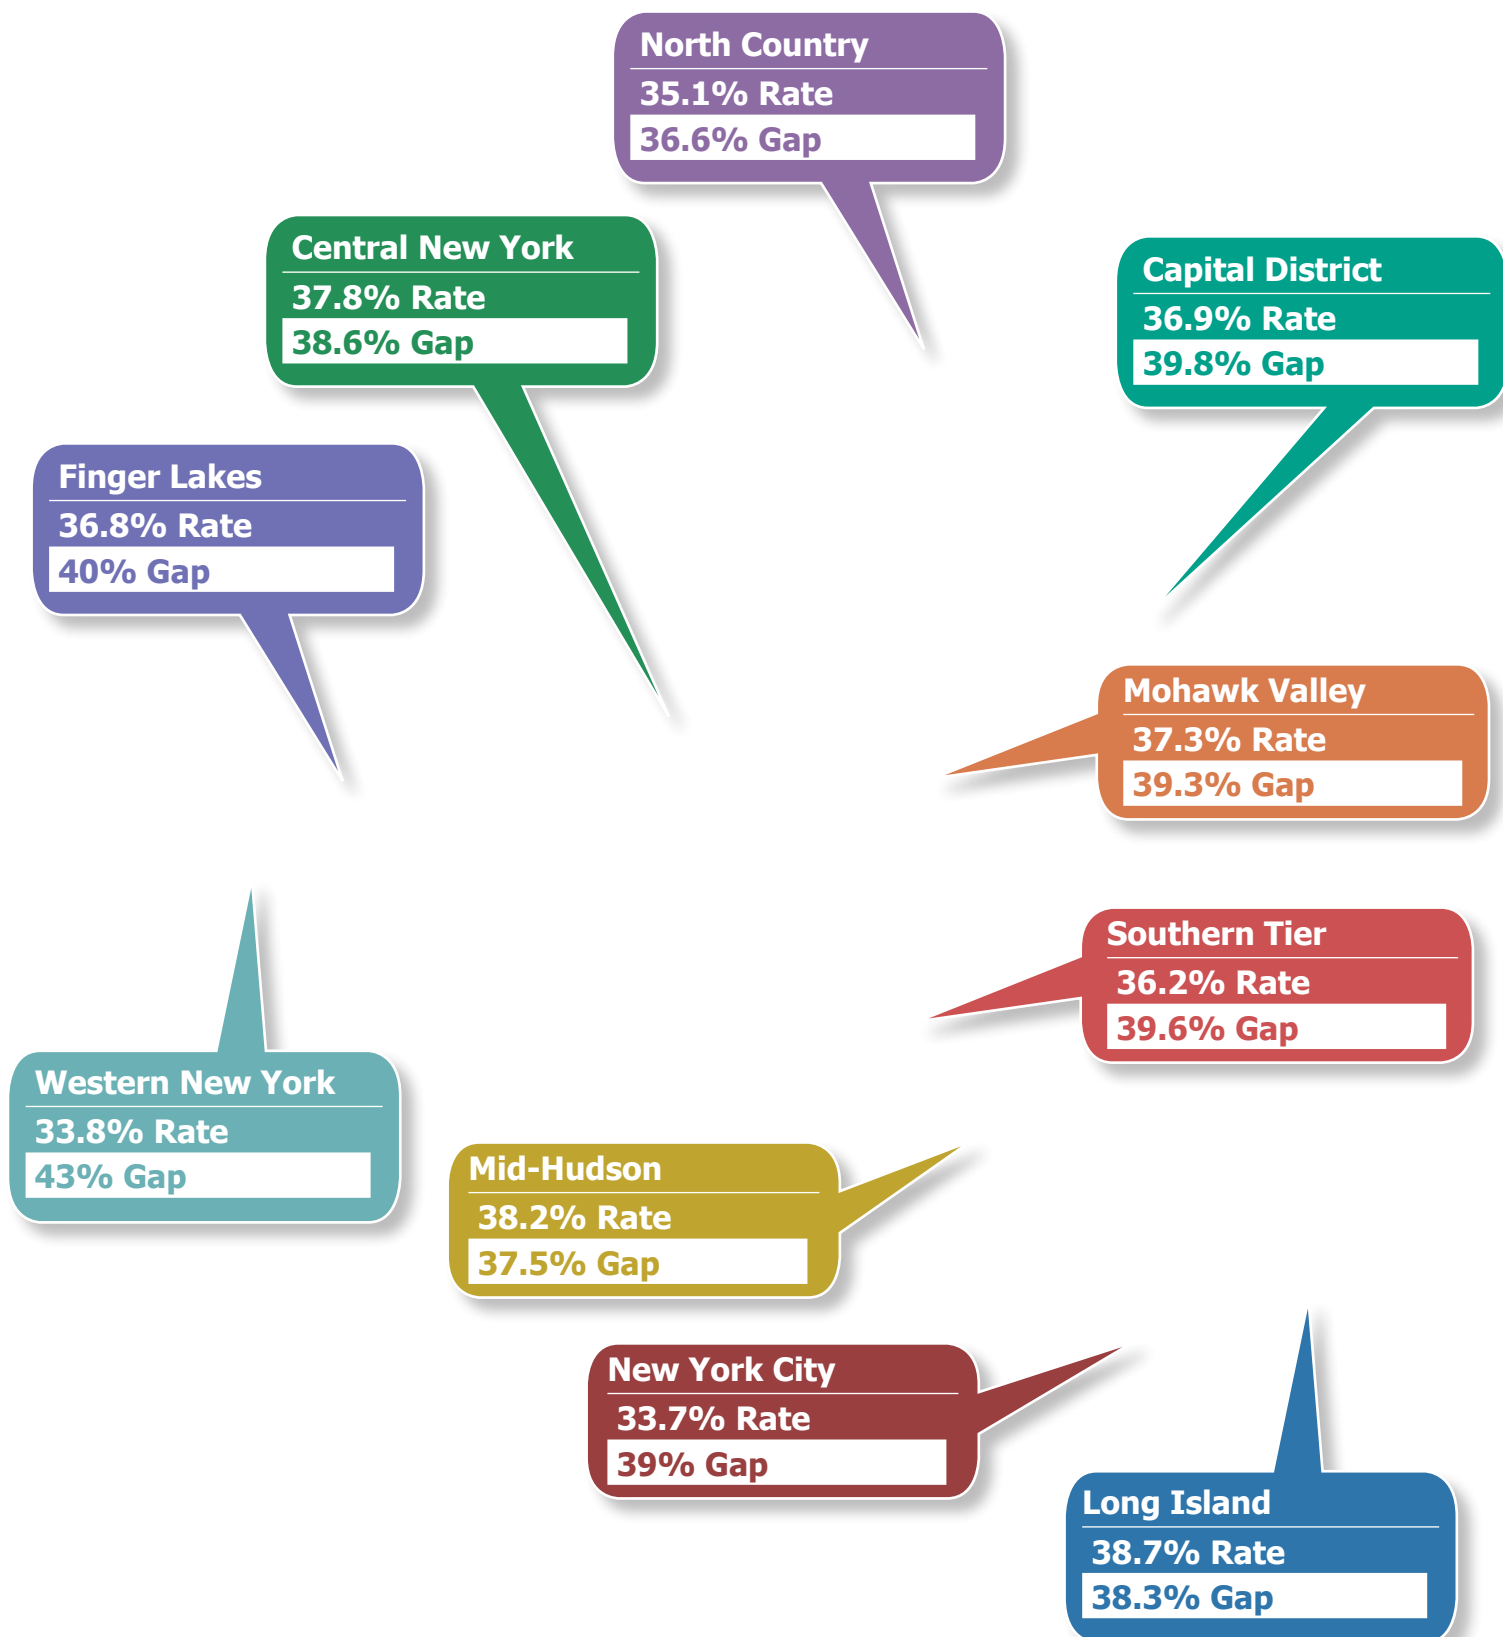 North Country
35.1% Rate
36.6% Gap
Central New York
37.8% Rate
38.6% Gap
Capital District
36.9% Rate
39.8% Gap
Finger Lakes
36.8% Rate
40% Gap
Mohawk Valley
37.3% Rate
39.3% Gap
Southern Tier
36.2% Rate
39.6% Gap
Western New York
33.8% Rate
43% Gap
Mid-Hudson
38.2% Rate
37.5% Gap
New York City
33.7% Rate
39% Gap
Long Island
38.7% Rate
38.3% Gap